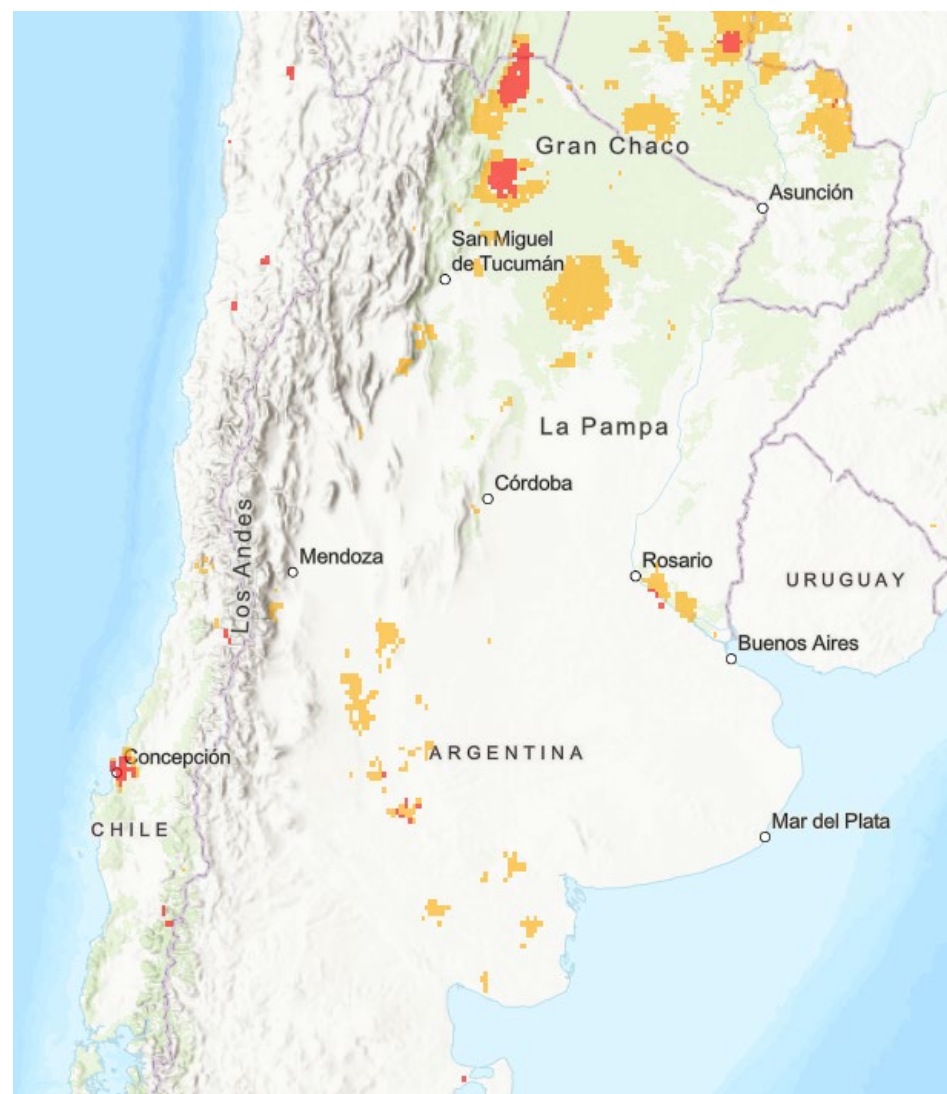 Gran Chaco
Asunción
San Miguel
de Tucumán
La Pampa
Córdoba
Los Andes
Mendoza
Rosario
URUGUAY
Buenos Aires
Concepción
ARGENTINA
CHILE
Mar del Plata